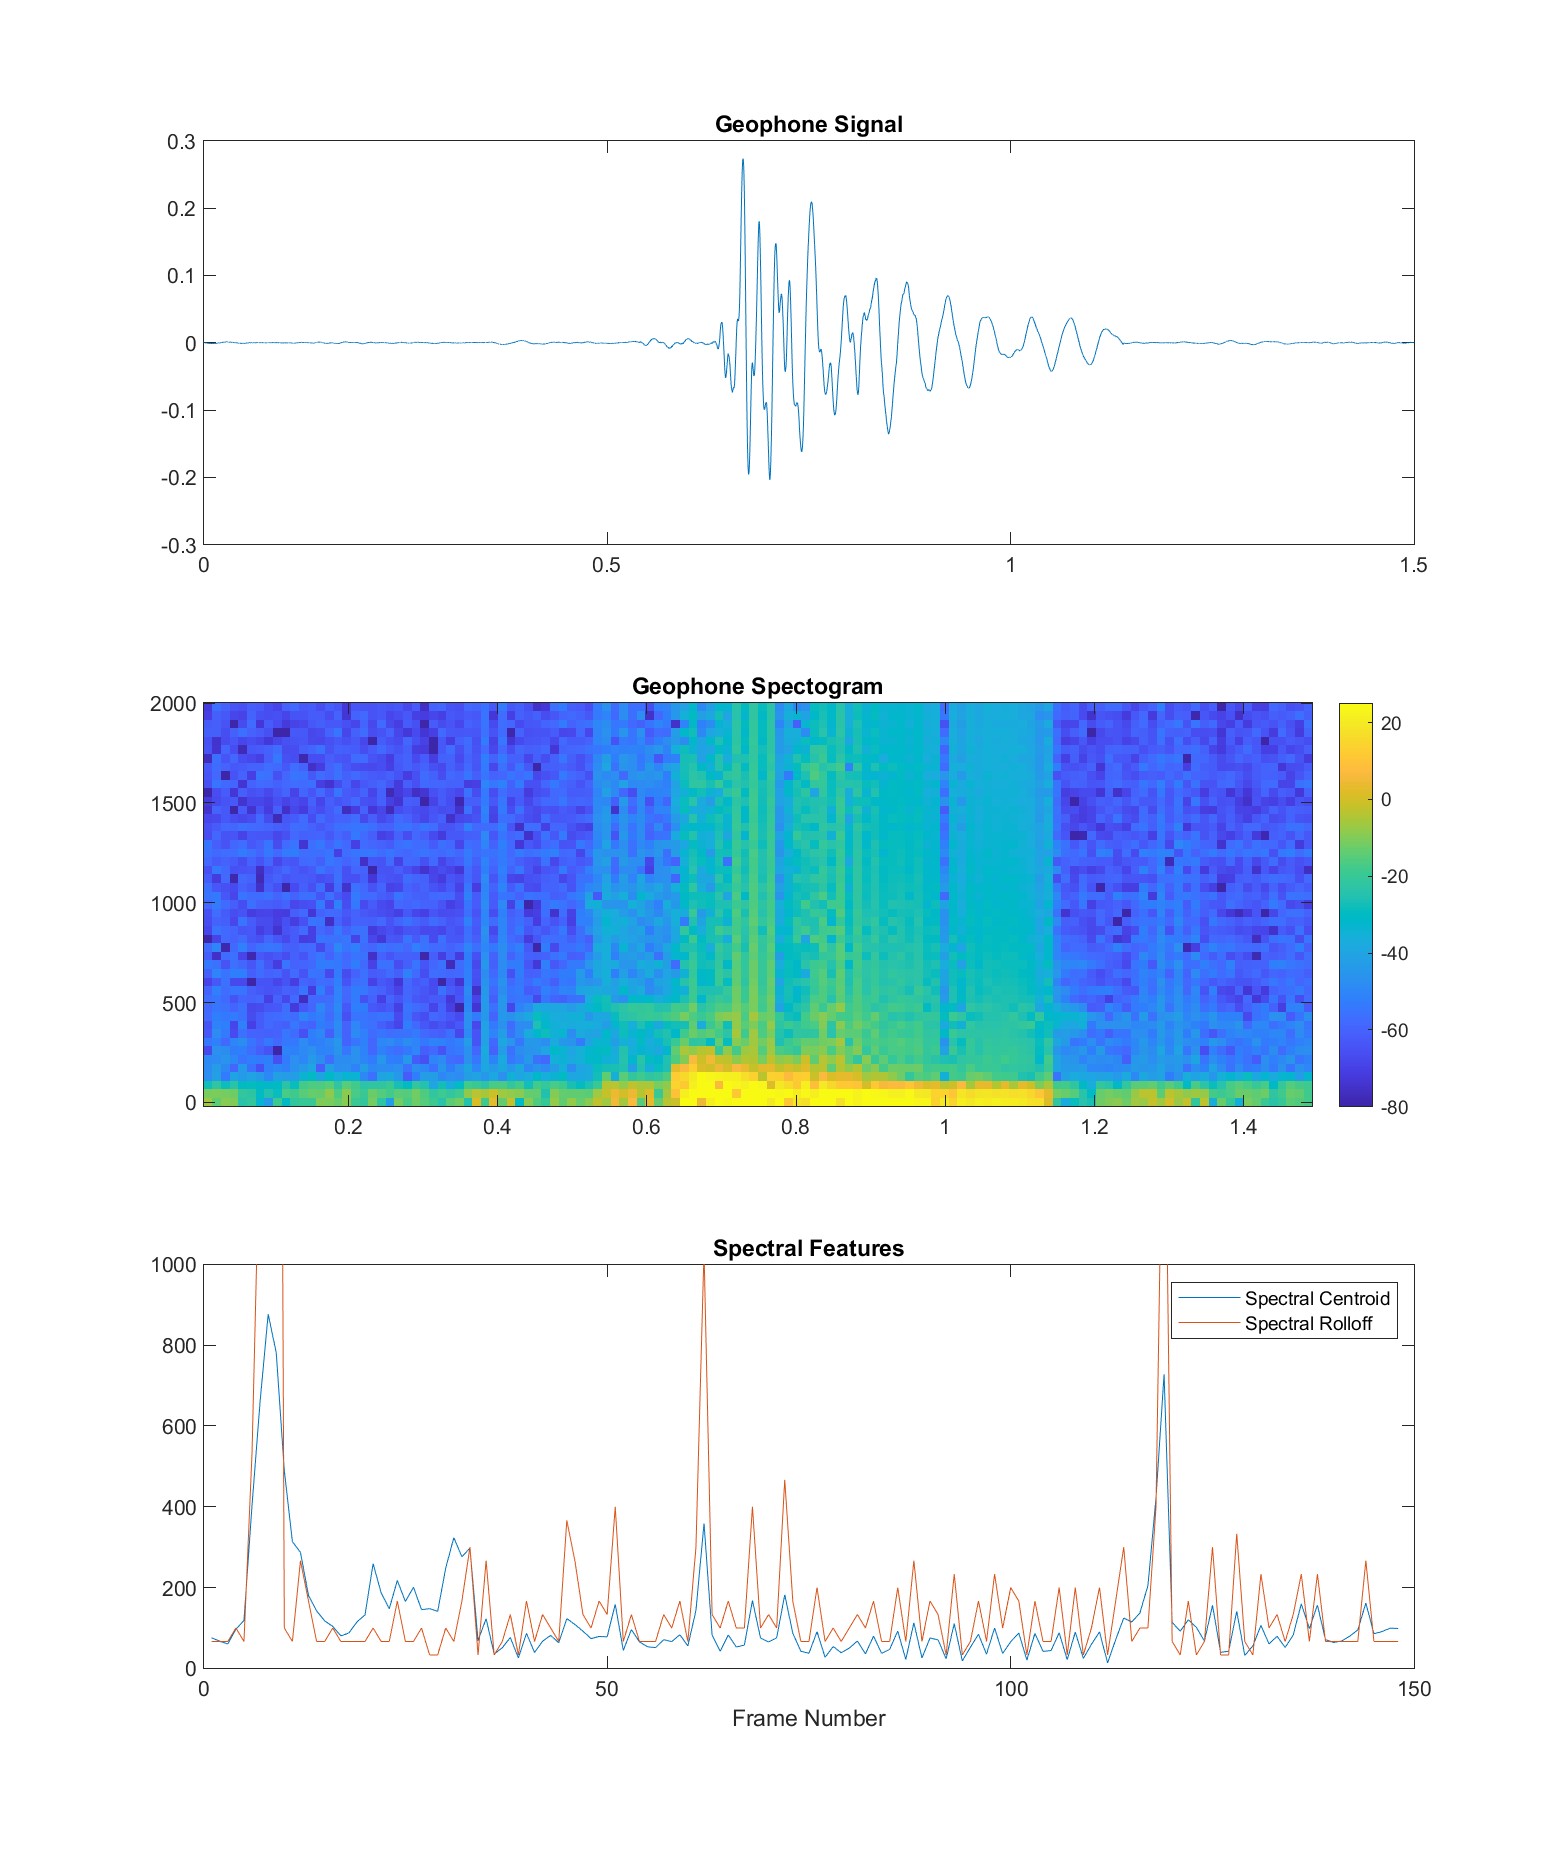 Geophone Signal
0.3
0.2
0.1
0
-0.1
-0.2
-0.3
0 0.5 1 1.5
Geophone Spectogram
2000
1500
1000
500
0
0.2 0.4 0.6 0.8 1 1.2 1.4
20
0
-20
-40
-60
-80
Spectral Features
1000
800
600
400
200
0
Spectral Centroid
Spectral Rolloff
0 50 100 150
Frame Number